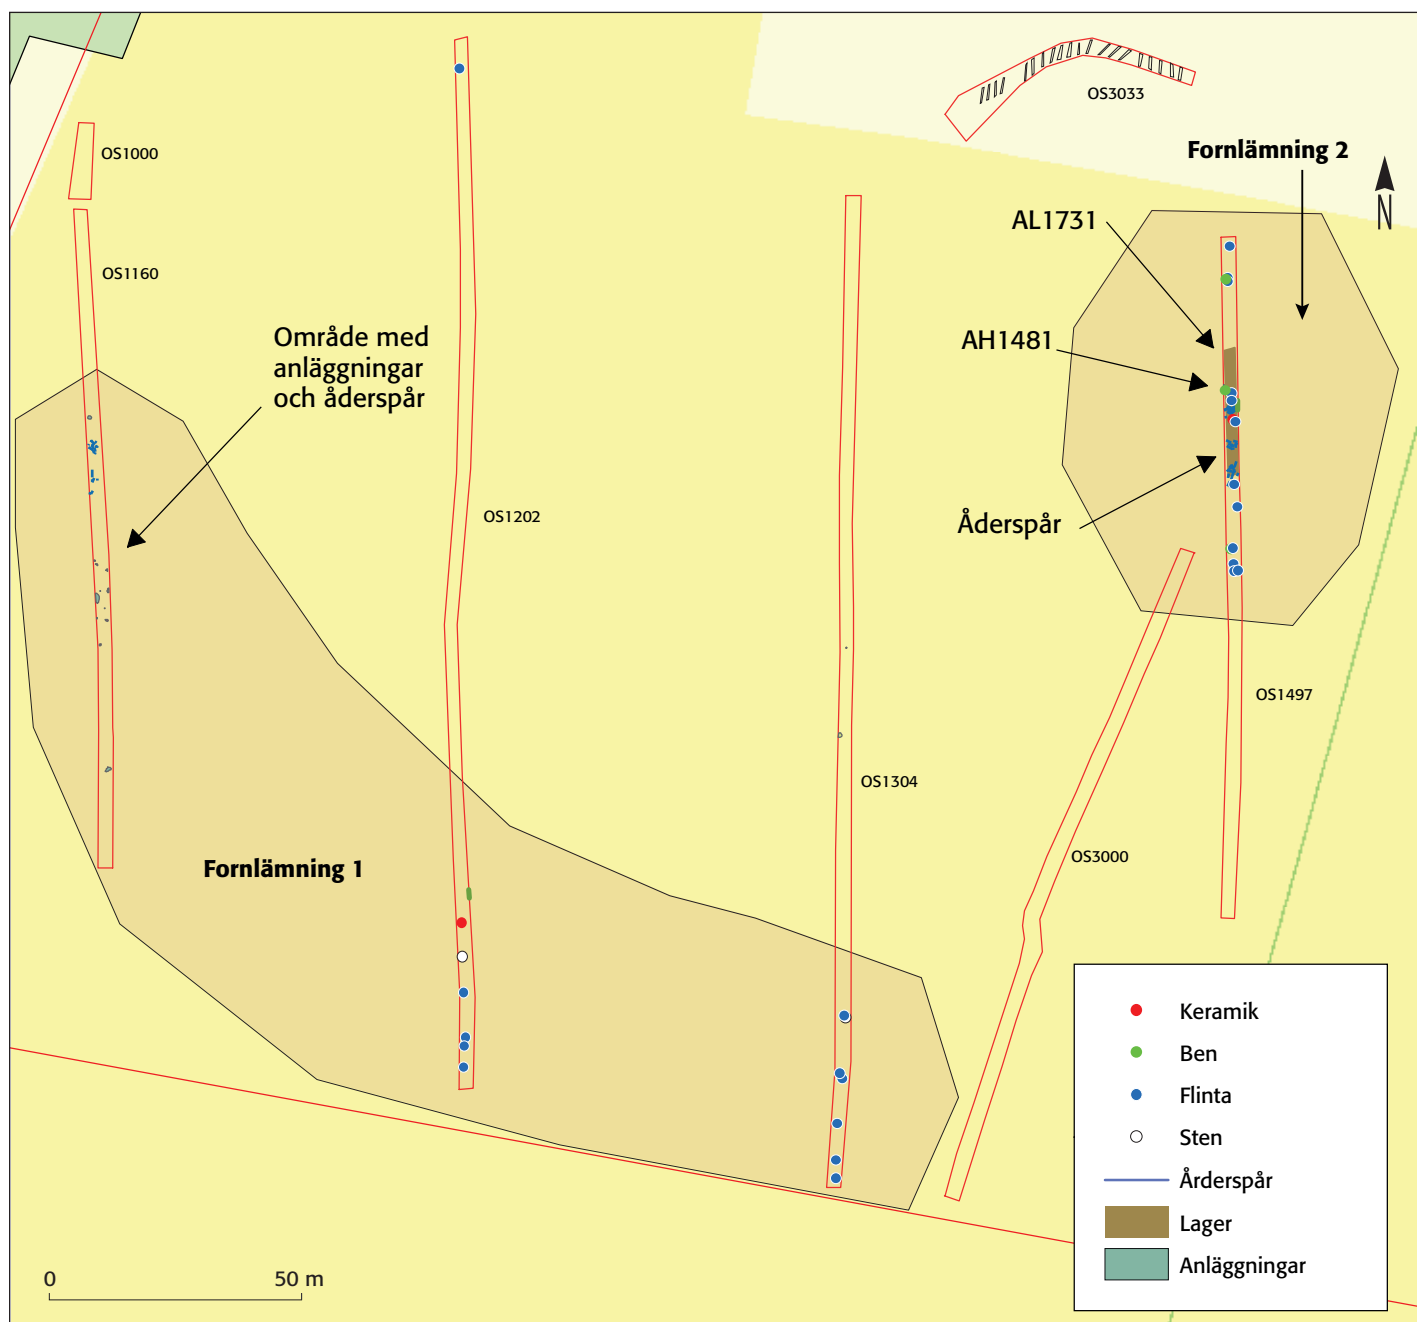 OS3033
Fornlämning 2
OS1000
N
AL1731
OS1160
Område med
anläggningar
och åderspår
AH1481
OS1202
Åderspår
OS1497
OS1304
OS3000
Fornlämning 1
Keramik
Ben
Flinta
Sten
Årderspår
Lager
Anläggningar
0 50 m